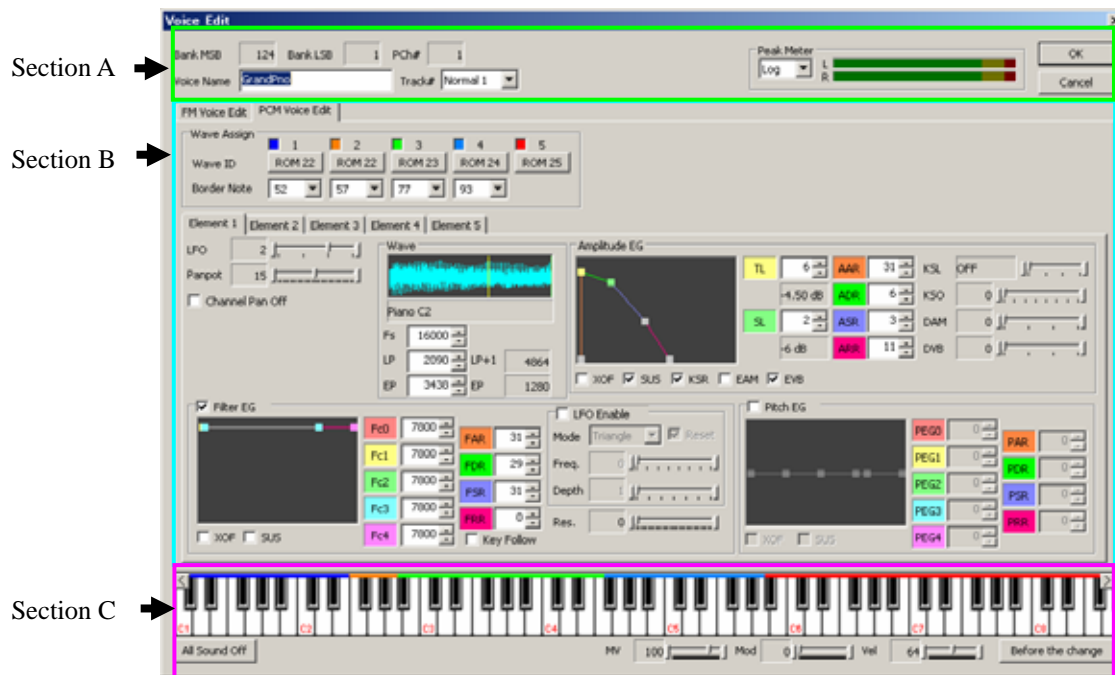 Voice Edit
Section A
Bank MSB 124 Bank LSB 1 PCh# 1
Voice Name GrandPno Track# Normal 1
Peak Meter
Log L
R
OK
Cancel
Section B
FM Voice Edit PCM Voice Edit
Wave Assign
1 2 3 4 5
Wave ID ROM 22 ROM 22 ROM 23 ROM 24 ROM 25
Border Note 52 57 77 93
Element 1 Element 2 Element 3 Element 4 Element 5
LFO 2
Panpot 15
Channel Pan Off
Wave
Piano C2
Fs 16000
LP 2090 LP+1 4864
EP 3438 EP 1280
Amplitude EG
TL 6 AAR 31 KSL OFF
-4.50 dB ADR 6 KSO 0
SL 2 ASR 3 DAM 0
-6 dB ARR 11 DVB 0
XOF SUS KSR EAM EVB
Filter EG
Fc0 7800
Fc1 7800
Fc2 7800
Fc3 7800
Fc4 7800
FAR 31
FDR 29
FSR 31
FRR 0
Key Follow
XOF SUS
LFO Enable
Mode Triangle Reset
Freq. 0
Depth 1
Res. 0
Pitch EG
PEG0 0
PEG1 0
PEG2 0
PEG3 0
PEG4 0
PAR 0
PDR 0
PSR 0
PRR 0
XOF SUS
Section C
C1 C2 C3 C4 C5 C6 C7 C8
All Sound Off MV 100 Mod 0 Vel 64 Before the change